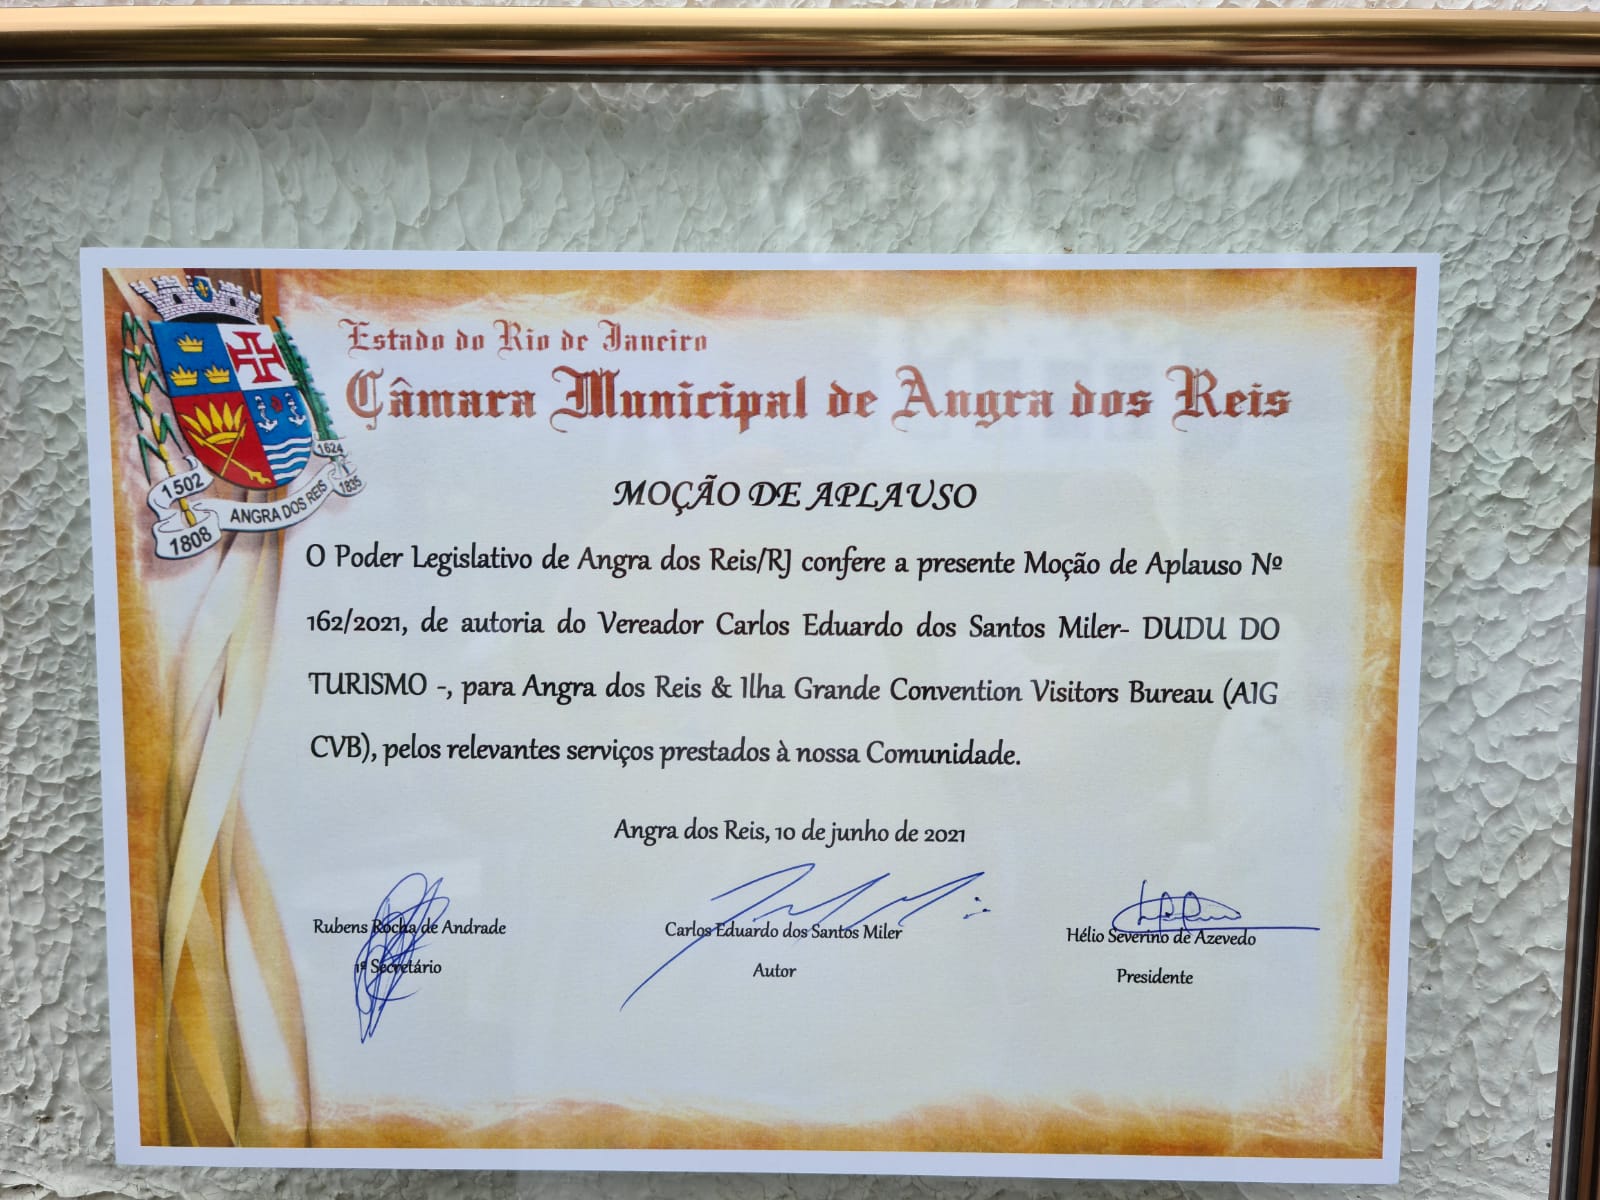 Estado do Rio de Janeiro
Câmara Municipal de Angra dos Reis
1502
1808
ANGRA DOS REIS
1624
1835
MOÇÃO DE APLAUSO
O Poder Legislativo de Angra dos Reis/RJ confere a presente Moção de Aplauso Nº
162/2021, de autoria do Vereador Carlos Eduardo dos Santos Miler- DUDU DO
TURISMO -, para Angra dos Reis & Ilha Grande Convention Visitors Bureau (AIG
CVB), pelos relevantes serviços prestados à nossa Comunidade.
Angra dos Reis, 10 de junho de 2021
Rubens Rocha de Andrade
1º Secretário
Carlos Eduardo dos Santos Miler
Autor
Hélio Severino de Azevedo
Presidente